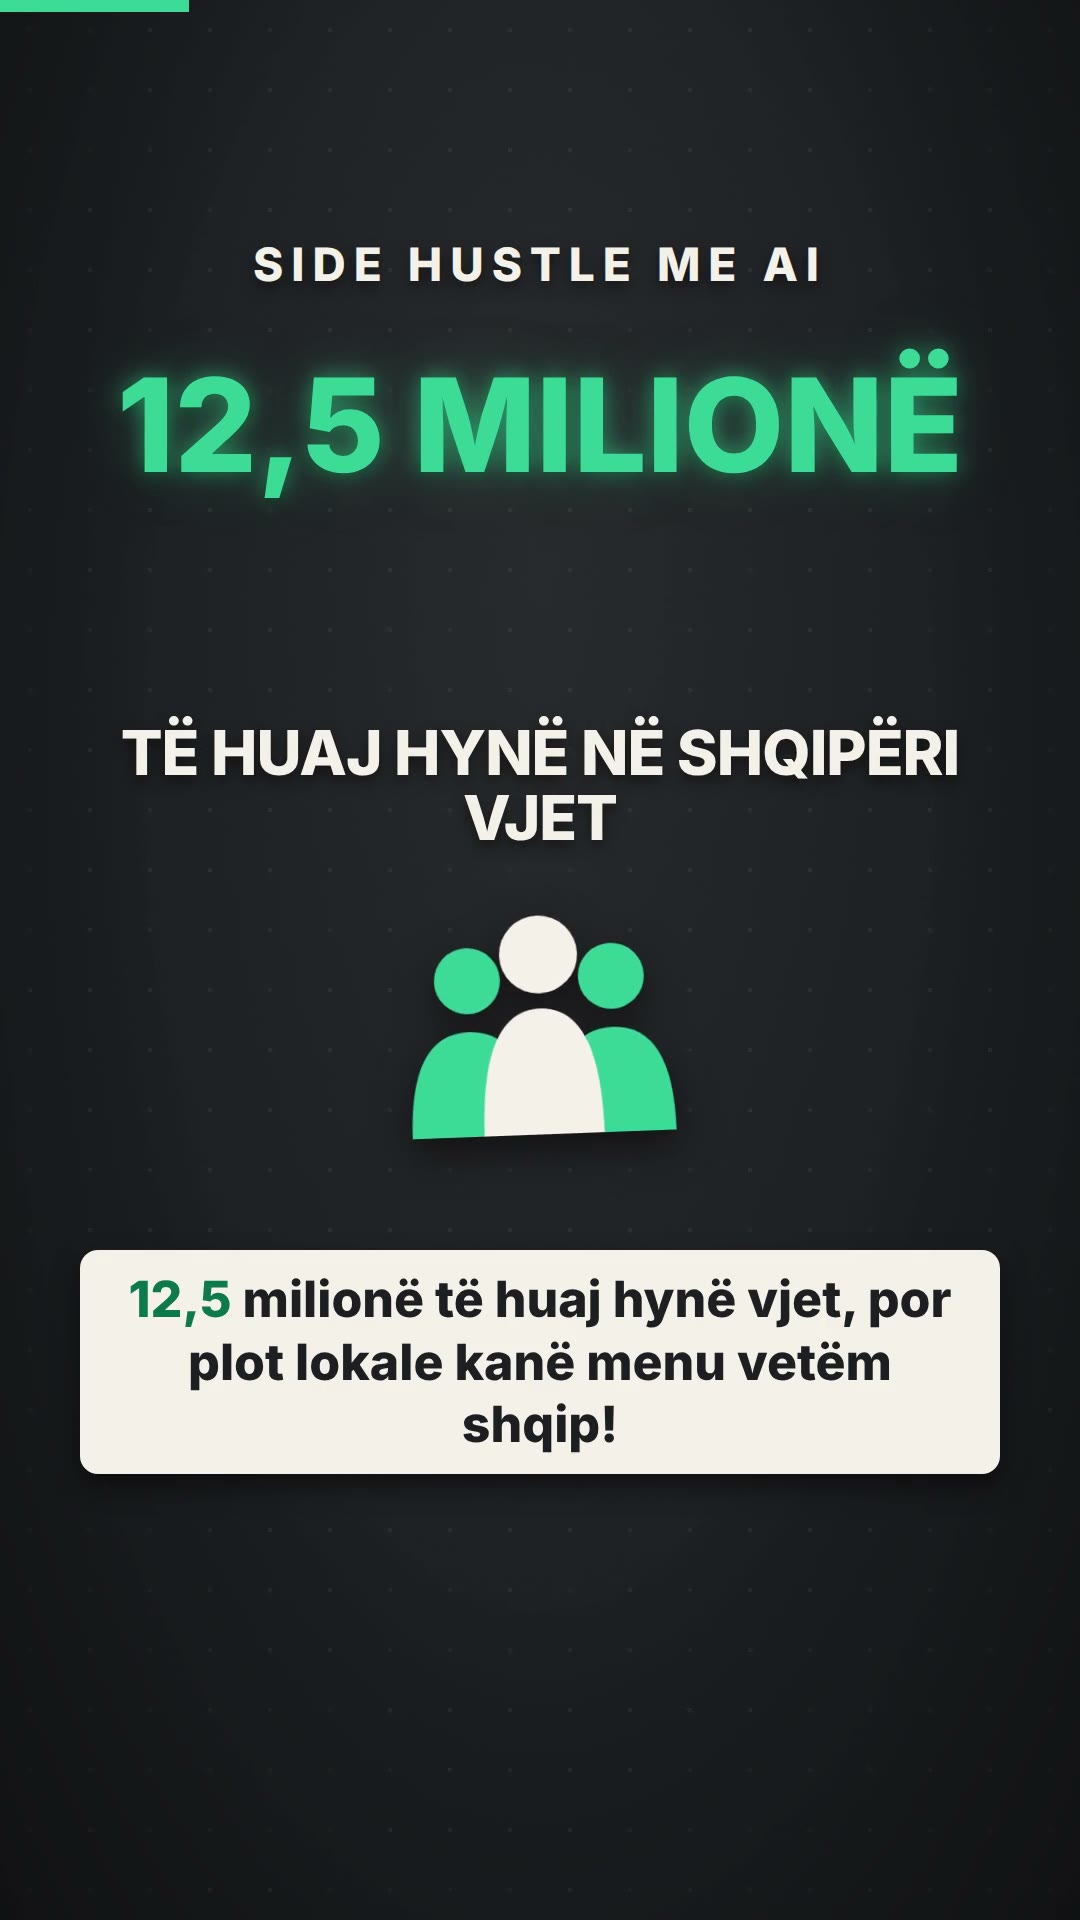 SIDE HUSTLE ME AI
12,5 MILIONË
TË HUAJ HYNË NË SHQIPËRI
VJET
12,5 milionë të huaj hynë vjet, por
plot lokale kanë menu vetëm
shqip!